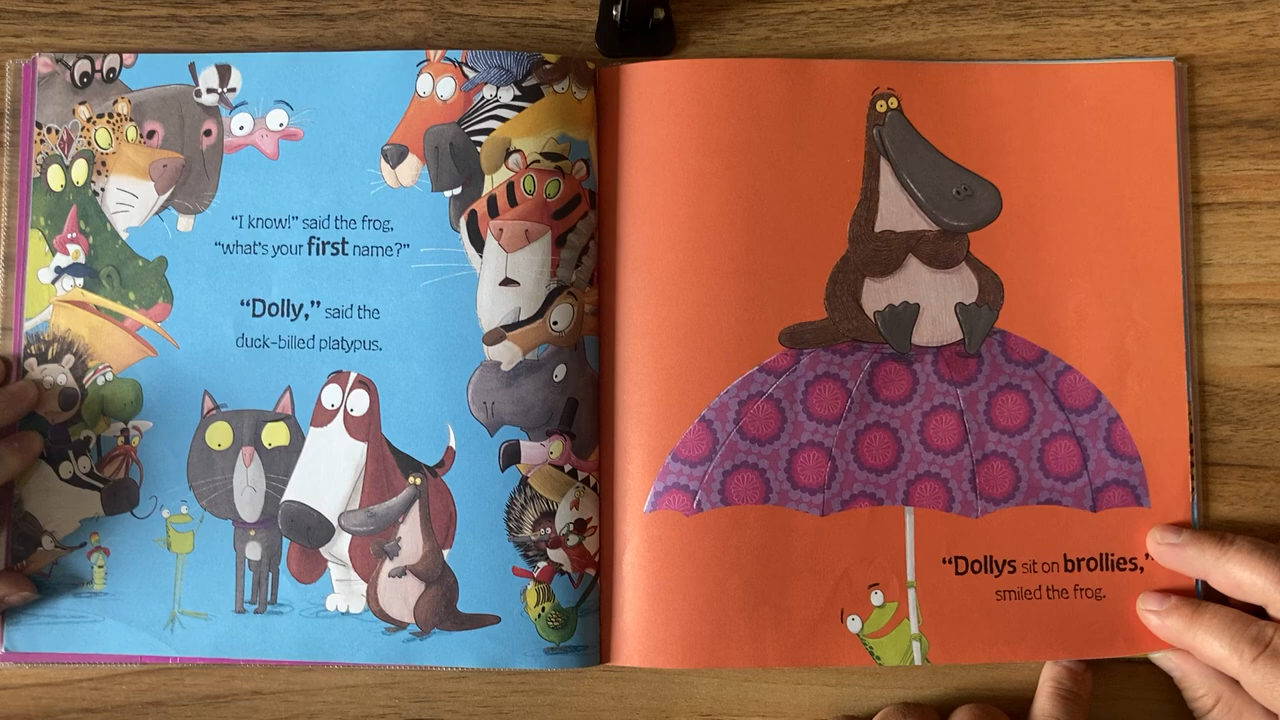 “I know!” said the frog,
“what’s your first name?”
“Dolly,” said the
duck-billed platypus.
“Dollys sit on brollies,”
smiled the frog.